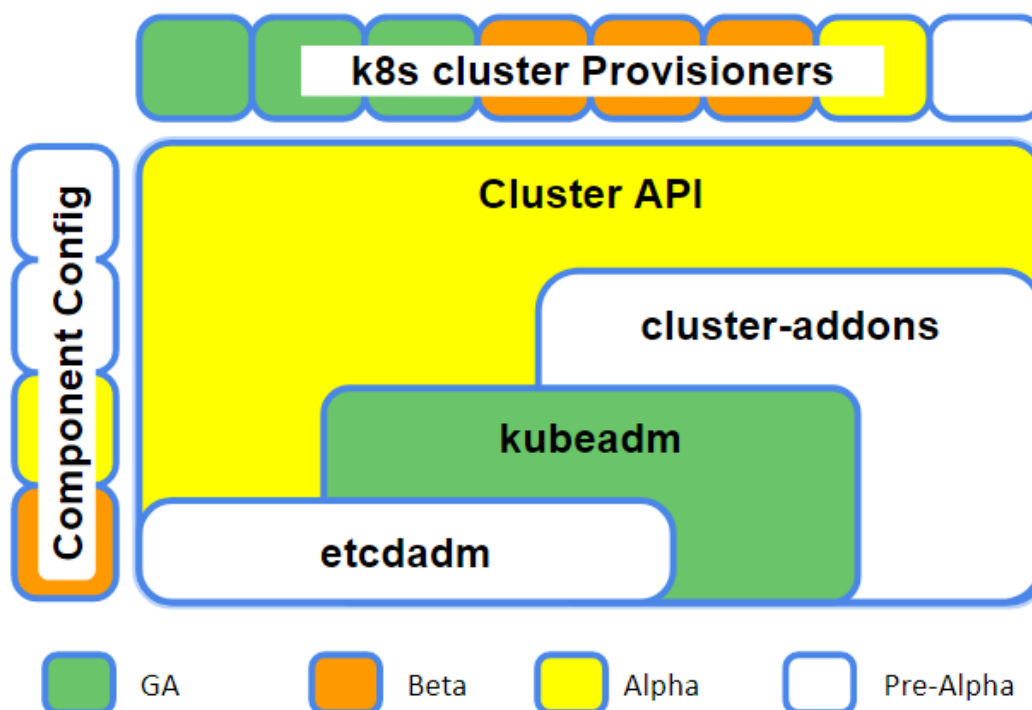 k8s cluster Provisioners
Component Config
Cluster API
cluster-addons
kubeadm
etcdadm
GA
Beta
Alpha
Pre-Alpha